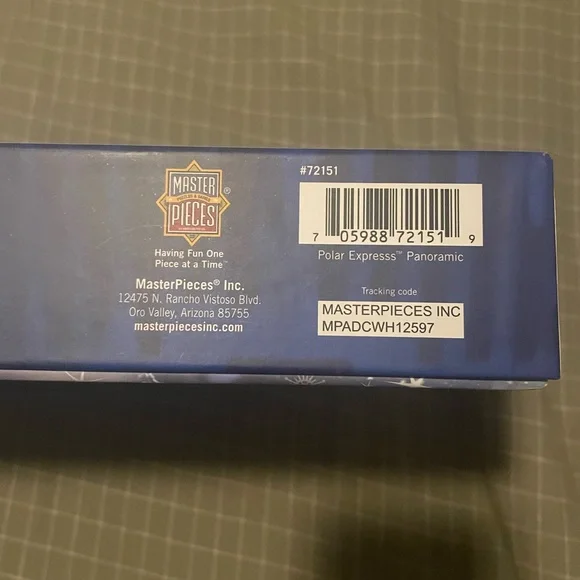 MASTER
PIECES
®
Having Fun One
Piece at a Time™
MasterPieces® Inc.
12475 N. Rancho Vistoso Blvd.
Oro Valley, Arizona 85755
masterpiecesinc.com
#72151
7 05988 72151 9
Polar Expresss™ Panoramic
Tracking code
MASTERPIECES INC
MPADCWH12597